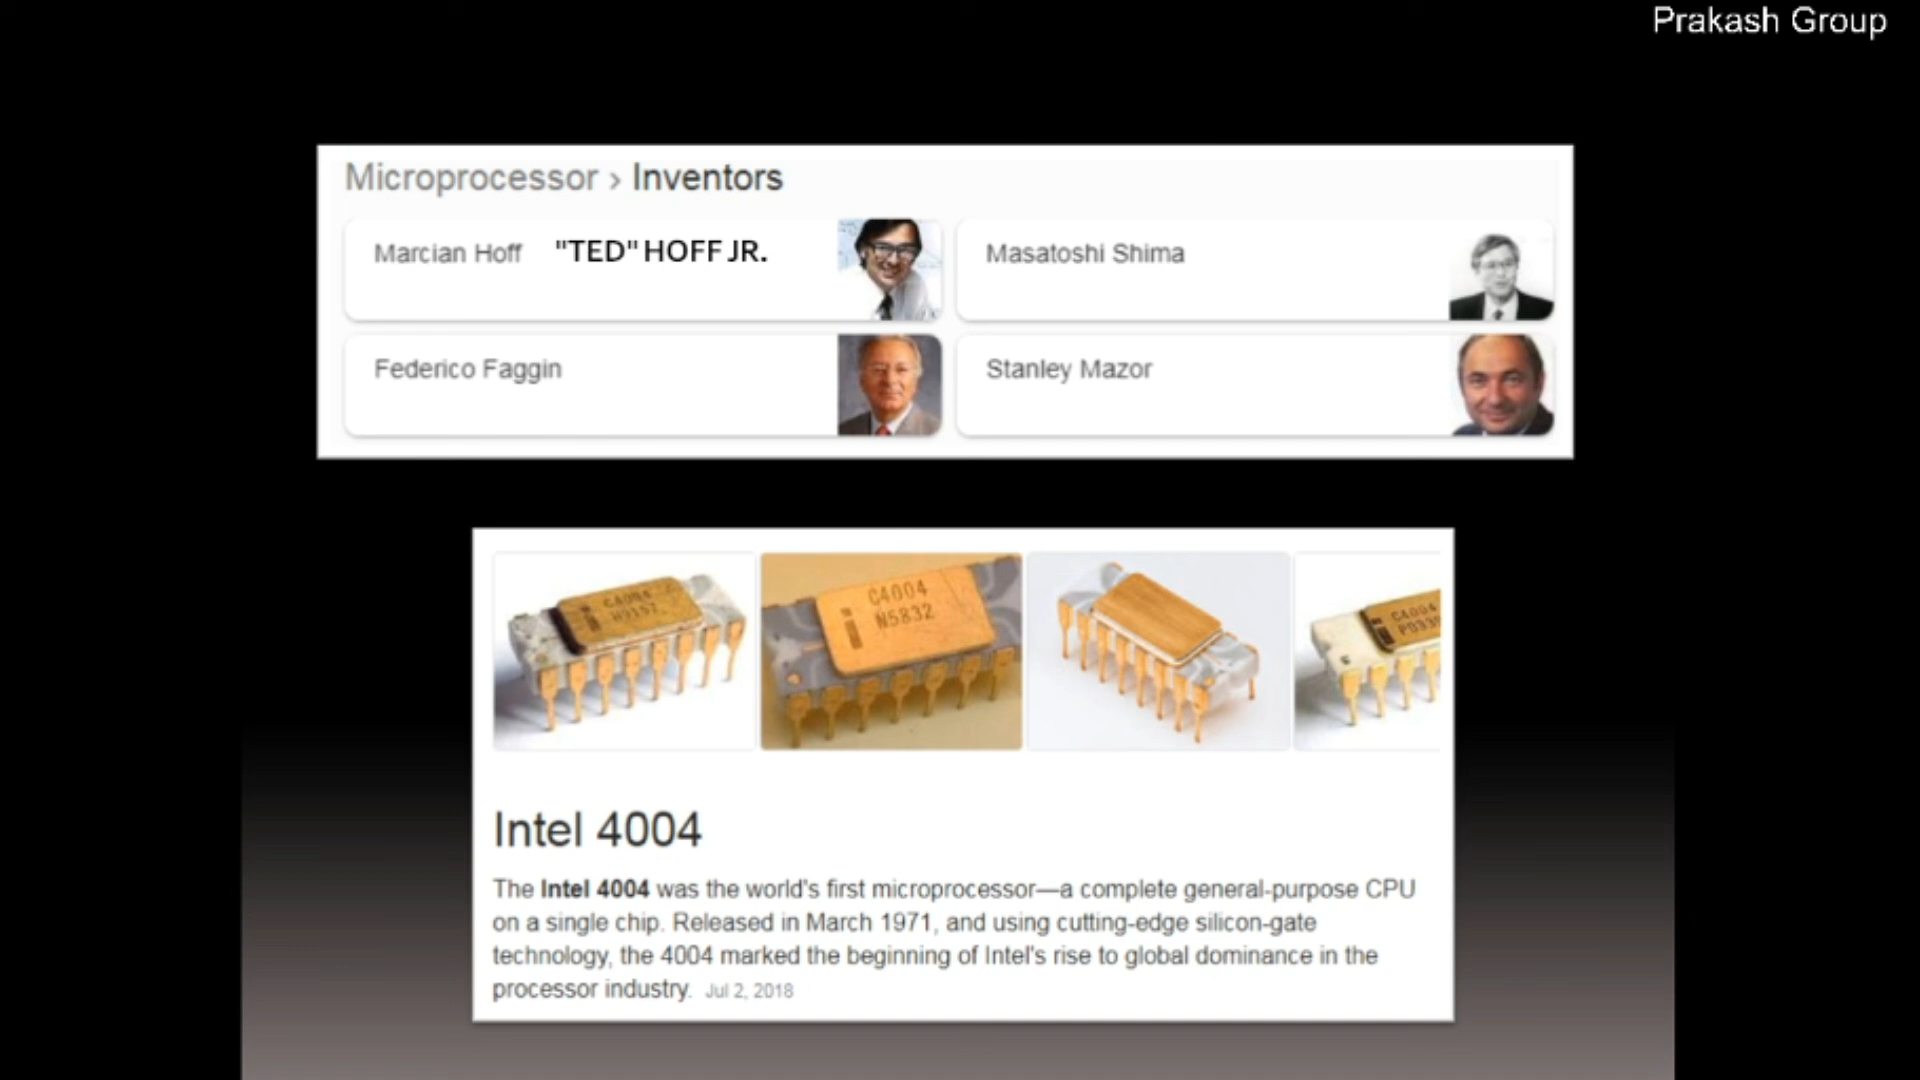 Prakash Group
Microprocessor › Inventors
Marcian Hoff "TED" HOFF JR.
Masatoshi Shima
Federico Faggin
Stanley Mazor
C4004
C4004
N5832
C4004
Intel 4004
The Intel 4004 was the world's first microprocessor—a complete general-purpose CPU
on a single chip. Released in March 1971, and using cutting-edge silicon-gate
technology, the 4004 marked the beginning of Intel's rise to global dominance in the
processor industry. Jul 2, 2018